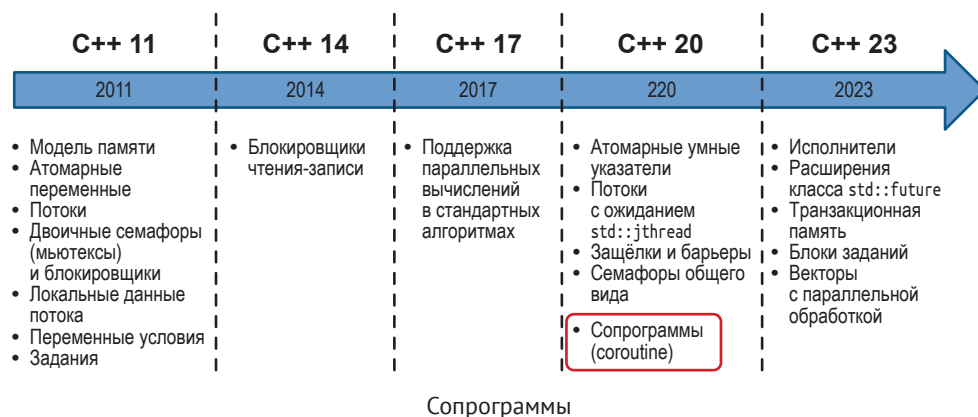 C++ 11
C++ 14
C++ 17
C++ 20
C++ 23
2011
2014
2017
220
2023
• Модель памяти
• Атомарные
переменные
• Потоки
• Двоичные семафоры
(мьютексы)
и блокировщики
• Локальные данные
потока
• Переменные условия
• Задания
• Блокировщики
чтения-записи
• Поддержка
параллельных
вычислений
в стандартных
алгоритмах
• Атомарные умные
указатели
• Потоки
с ожиданием
std::jthread
• Защёлки и барьеры
• Семафоры общего
вида
• Сопрограммы
(coroutine)
• Исполнители
• Расширения
класса std::future
• Транзакционная
память
• Блоки заданий
• Векторы
с параллельной
обработкой
Сопрограммы